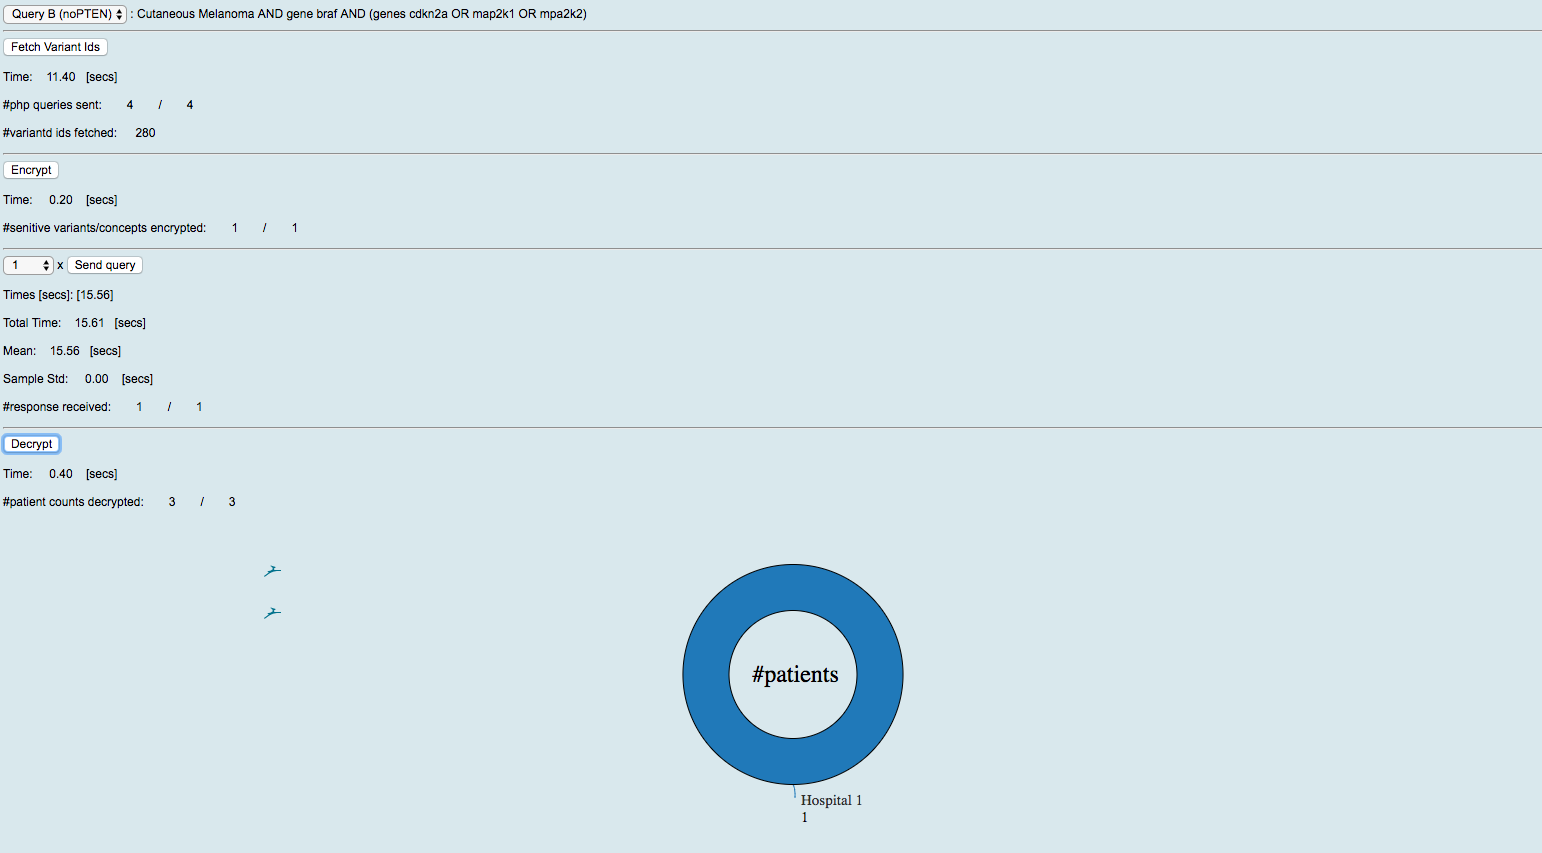 Query B (noPTEN) : Cutaneous Melanoma AND gene braf AND (genes cdkn2a OR map2k1 OR mpa2k2)
Fetch Variant Ids
Time: 11.40 [secs]
#php queries sent: 4 / 4
#variantd ids fetched: 280
Encrypt
Time: 0.20 [secs]
#senitive variants/concepts encrypted: 1 / 1
1 x Send query
Times [secs]: [15.56]
Total Time: 15.61 [secs]
Mean: 15.56 [secs]
Sample Std: 0.00 [secs]
#response received: 1 / 1
Decrypt
Time: 0.40 [secs]
#patient counts decrypted: 3 / 3
#patients
Hospital 1
1